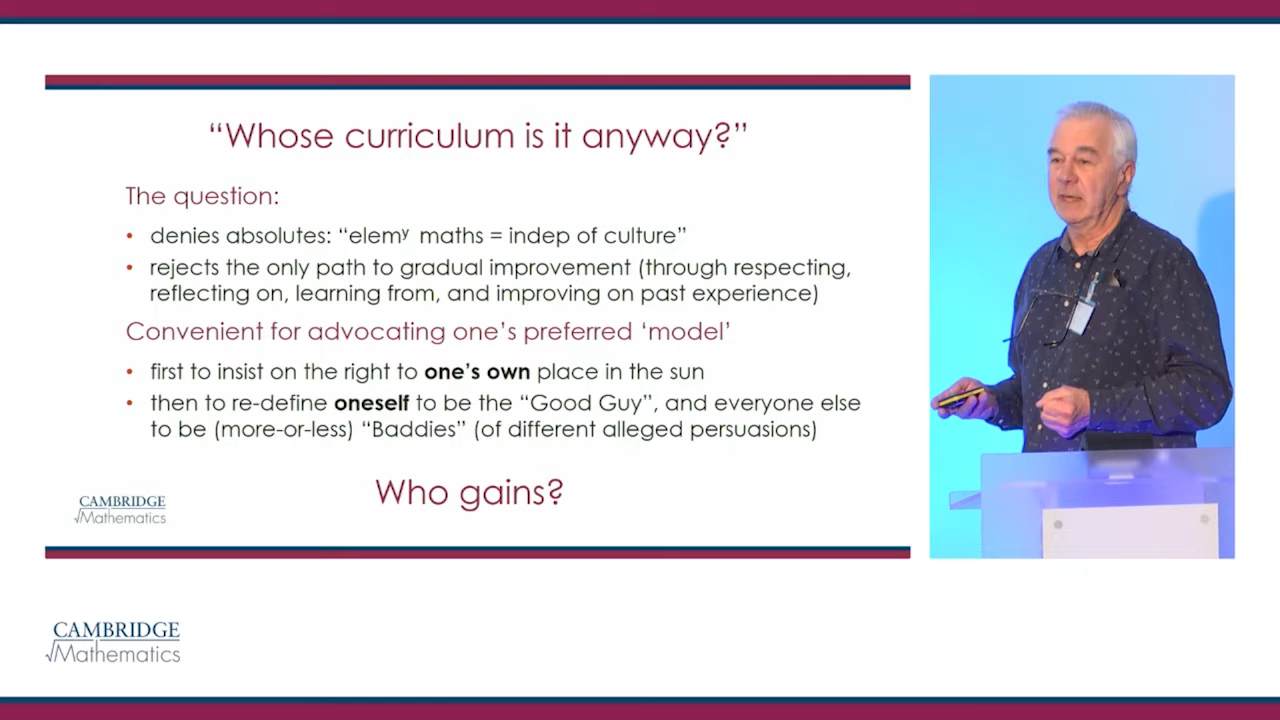 “Whose curriculum is it anyway?”
The question:
• denies absolutes: “elemʸ maths = indep of culture”
• rejects the only path to gradual improvement (through respecting,
reflecting on, learning from, and improving on past experience)
Convenient for advocating one’s preferred ‘model’
• first to insist on the right to one’s own place in the sun
• then to re-define oneself to be the “Good Guy”, and everyone else
to be (more-or-less) “Baddies” (of different alleged persuasions)
Who gains?
CAMBRIDGE
√Mathematics
CAMBRIDGE
√Mathematics